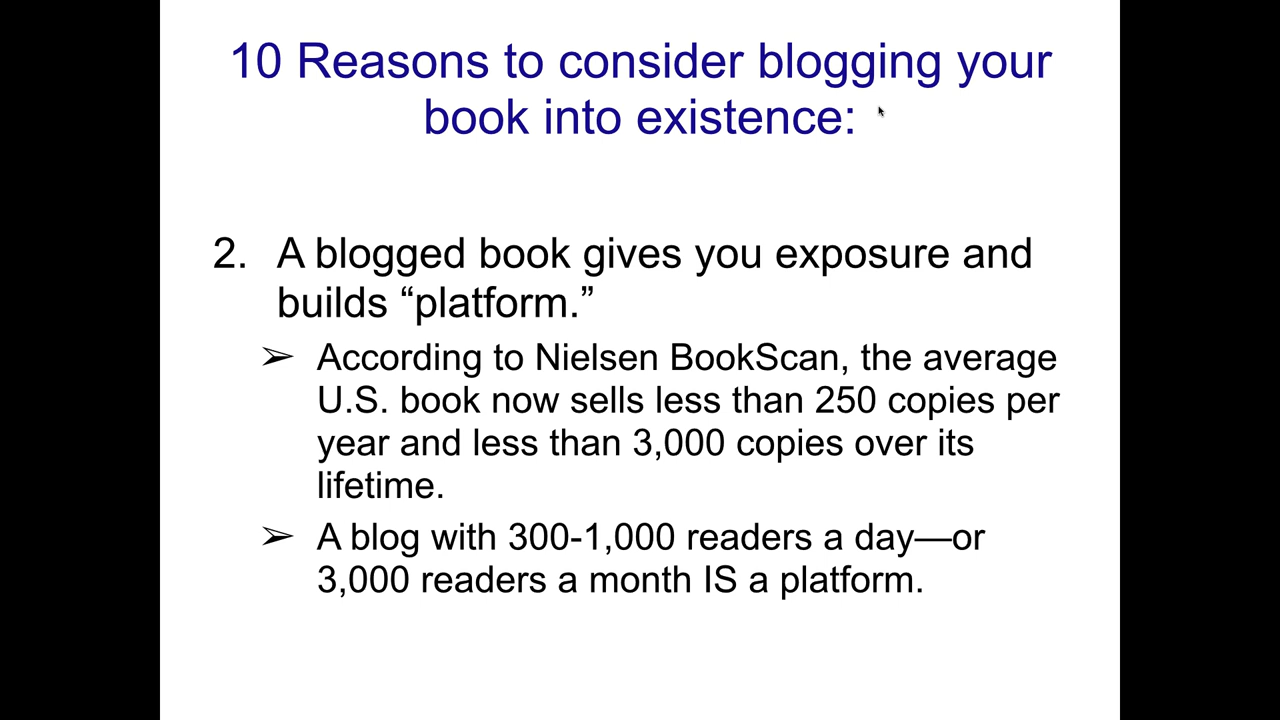 10 Reasons to consider blogging your
book into existence:
2. A blogged book gives you exposure and
builds “platform.”
➢ According to Nielsen BookScan, the average
U.S. book now sells less than 250 copies per
year and less than 3,000 copies over its
lifetime.
➢ A blog with 300-1,000 readers a day—or
3,000 readers a month IS a platform.